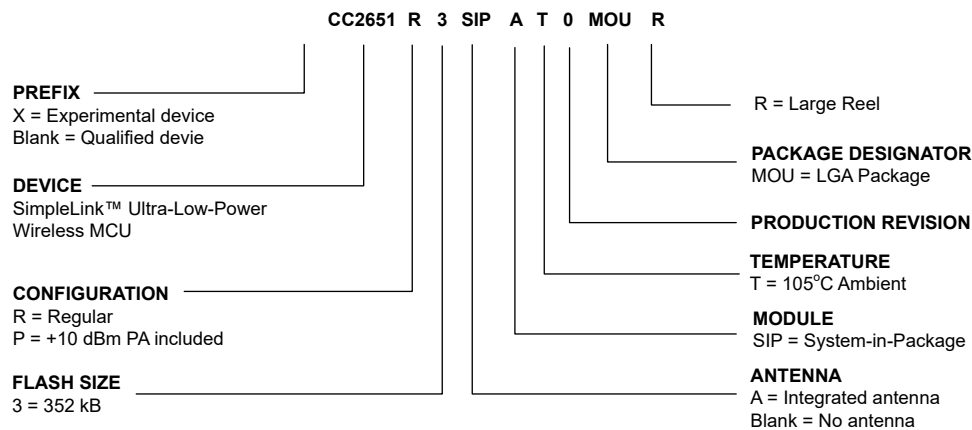 CC2651 R 3 SIP A T 0 MOU R
PREFIX
X = Experimental device
Blank = Qualified devie
DEVICE
SimpleLink™ Ultra-Low-Power
Wireless MCU
CONFIGURATION
R = Regular
P = +10 dBm PA included
FLASH SIZE
3 = 352 kB
R = Large Reel
PACKAGE DESIGNATOR
MOU = LGA Package
PRODUCTION REVISION
TEMPERATURE
T = 105°C Ambient
MODULE
SIP = System-in-Package
ANTENNA
A = Integrated antenna
Blank = No antenna